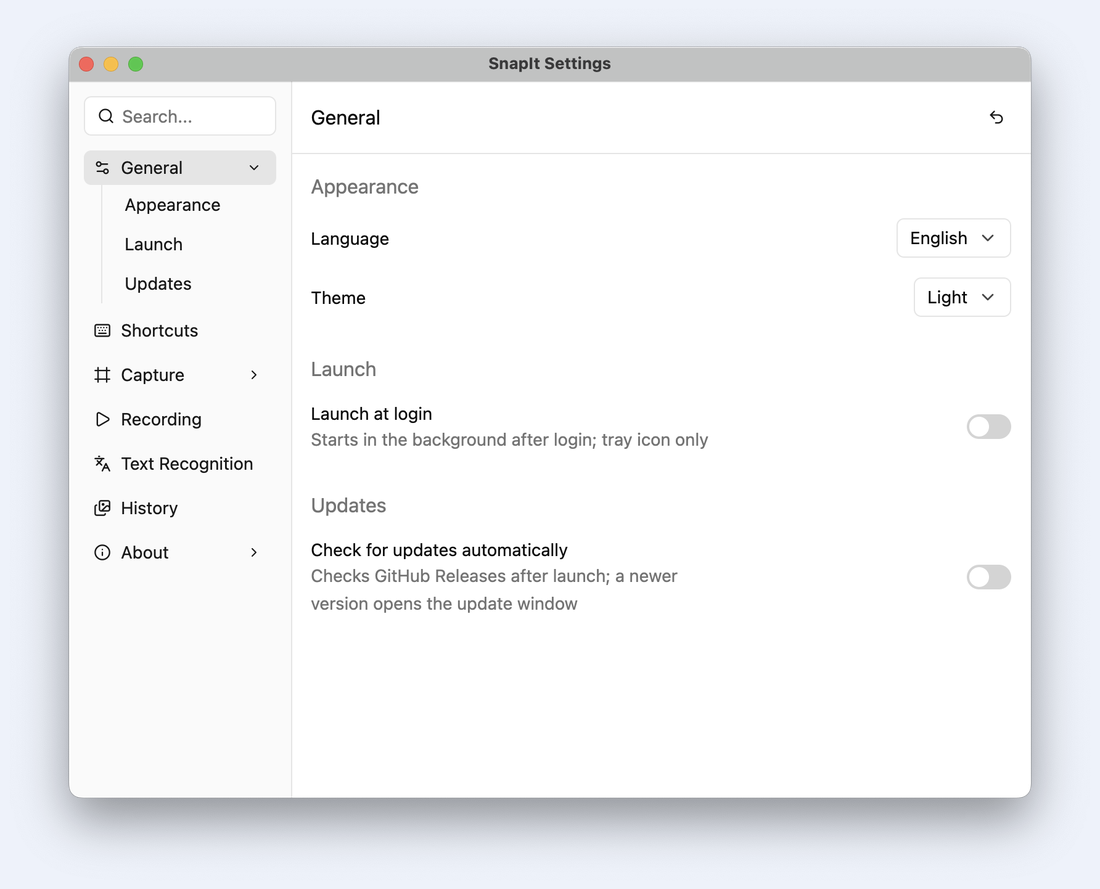 SnapIt Settings
Search...
General
Appearance
Launch
Updates
Shortcuts
Capture
Recording
Text Recognition
History
About
General
Appearance
Language
English
Theme
Light
Launch
Launch at login
Starts in the background after login; tray icon only
Updates
Check for updates automatically
Checks GitHub Releases after launch; a newer
version opens the update window